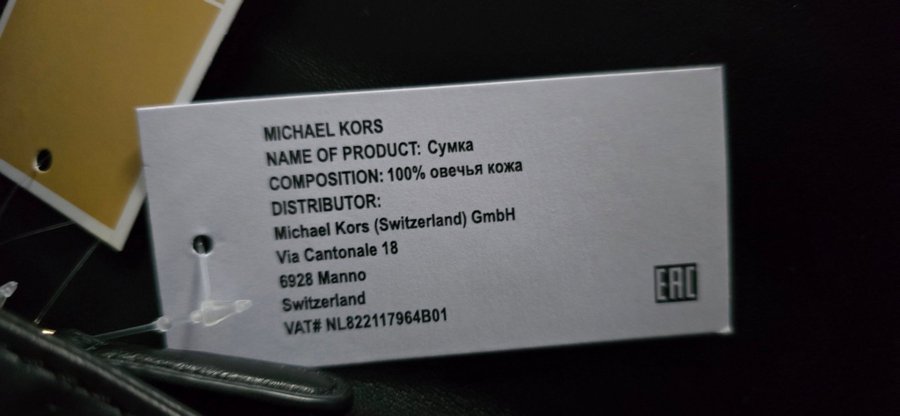 MICHAEL KORS
NAME OF PRODUCT: Сумка
COMPOSITION: 100% овечья кожа
DISTRIBUTOR:
Michael Kors (Switzerland) GmbH
Via Cantonale 18
6928 Manno
Switzerland
VAT# NL822117964B01
EAC